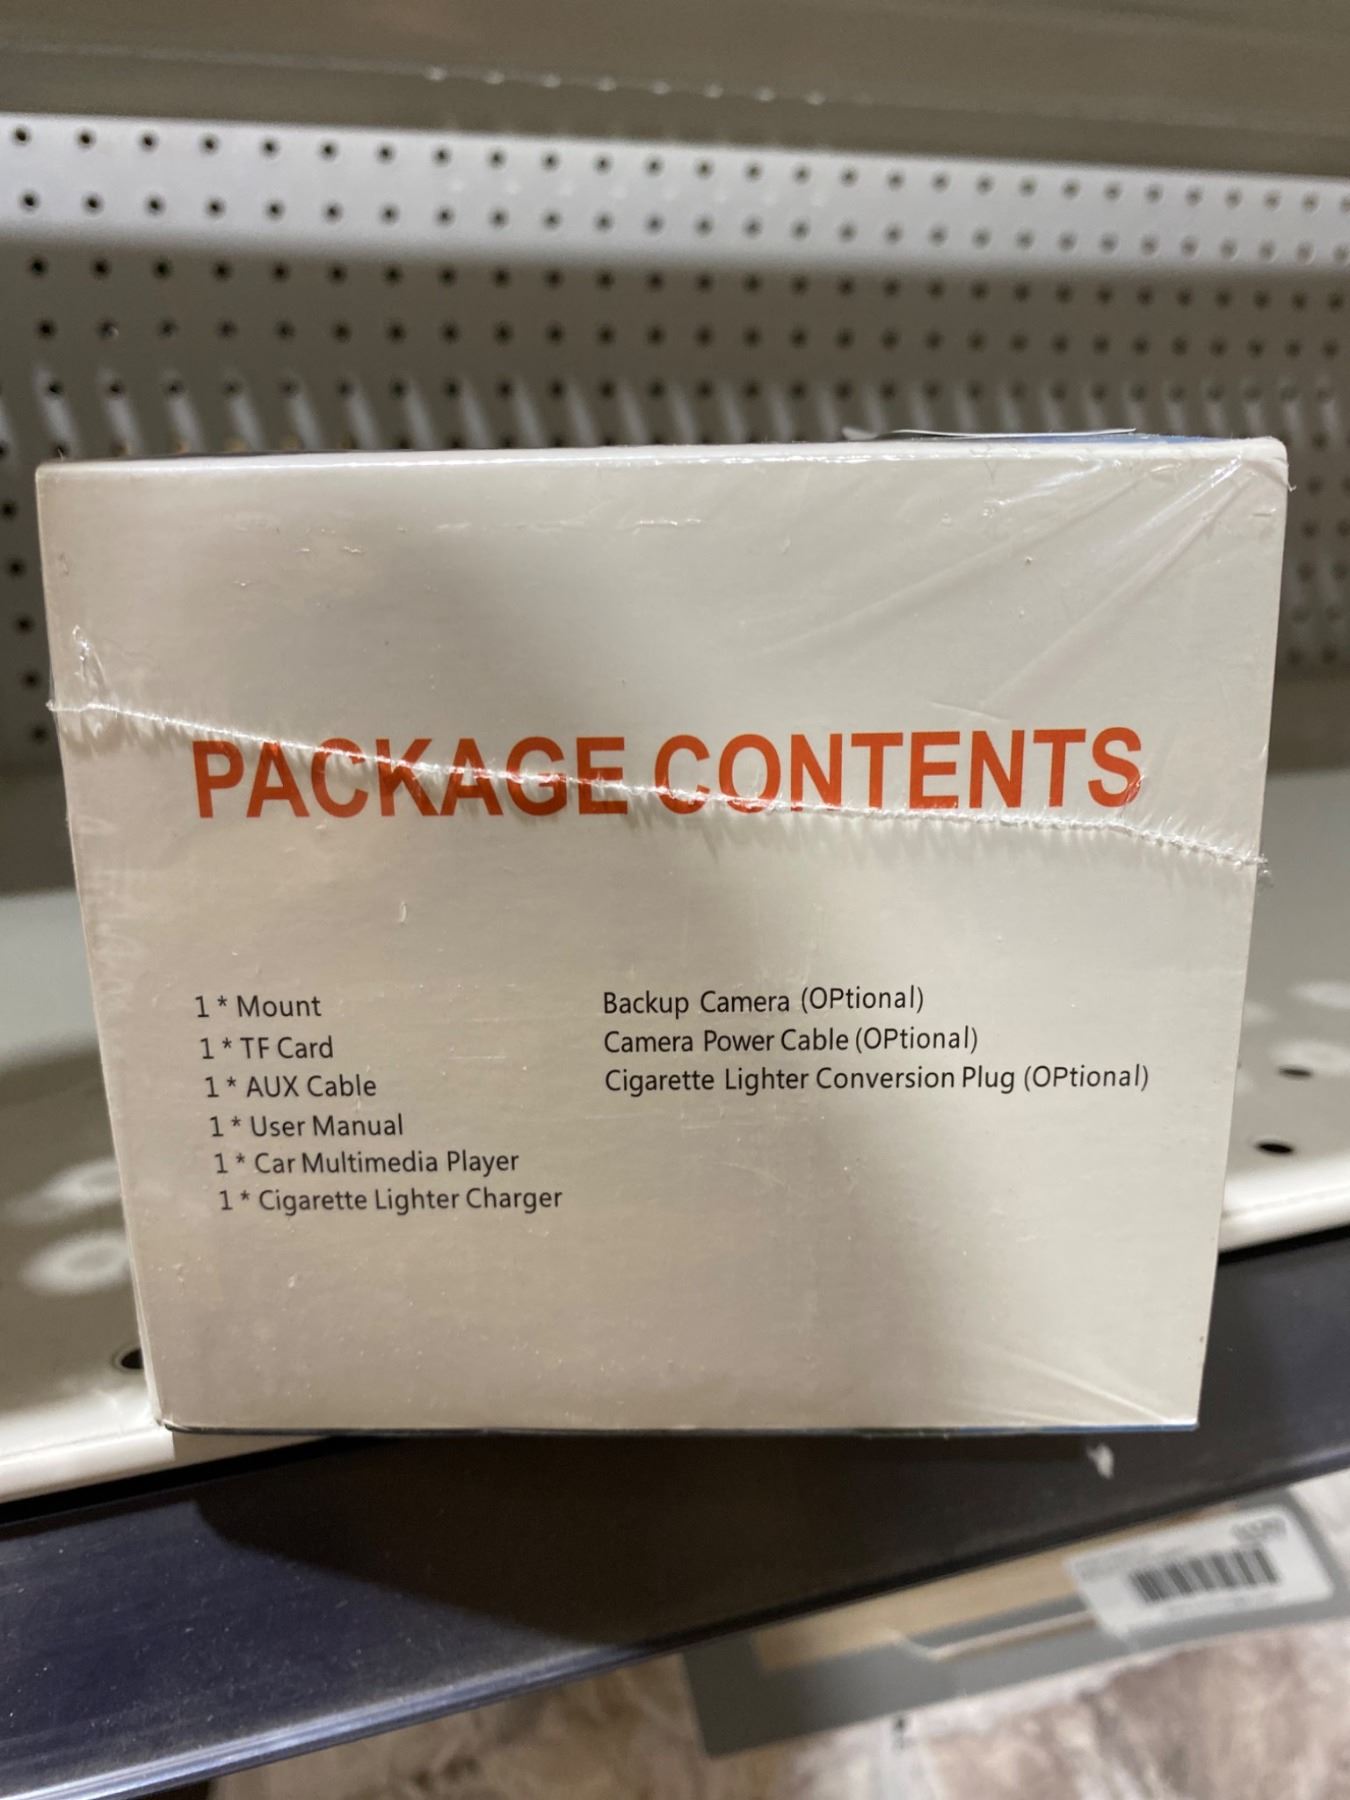 PACKAGE CONTENTS
1 * Mount
1 * TF Card
1 * AUX Cable
1 * User Manual
1 * Car Multimedia Player
1 * Cigarette Lighter Charger
Backup Camera (OPtional)
Camera Power Cable (OPtional)
Cigarette Lighter Conversion Plug (OPtional)